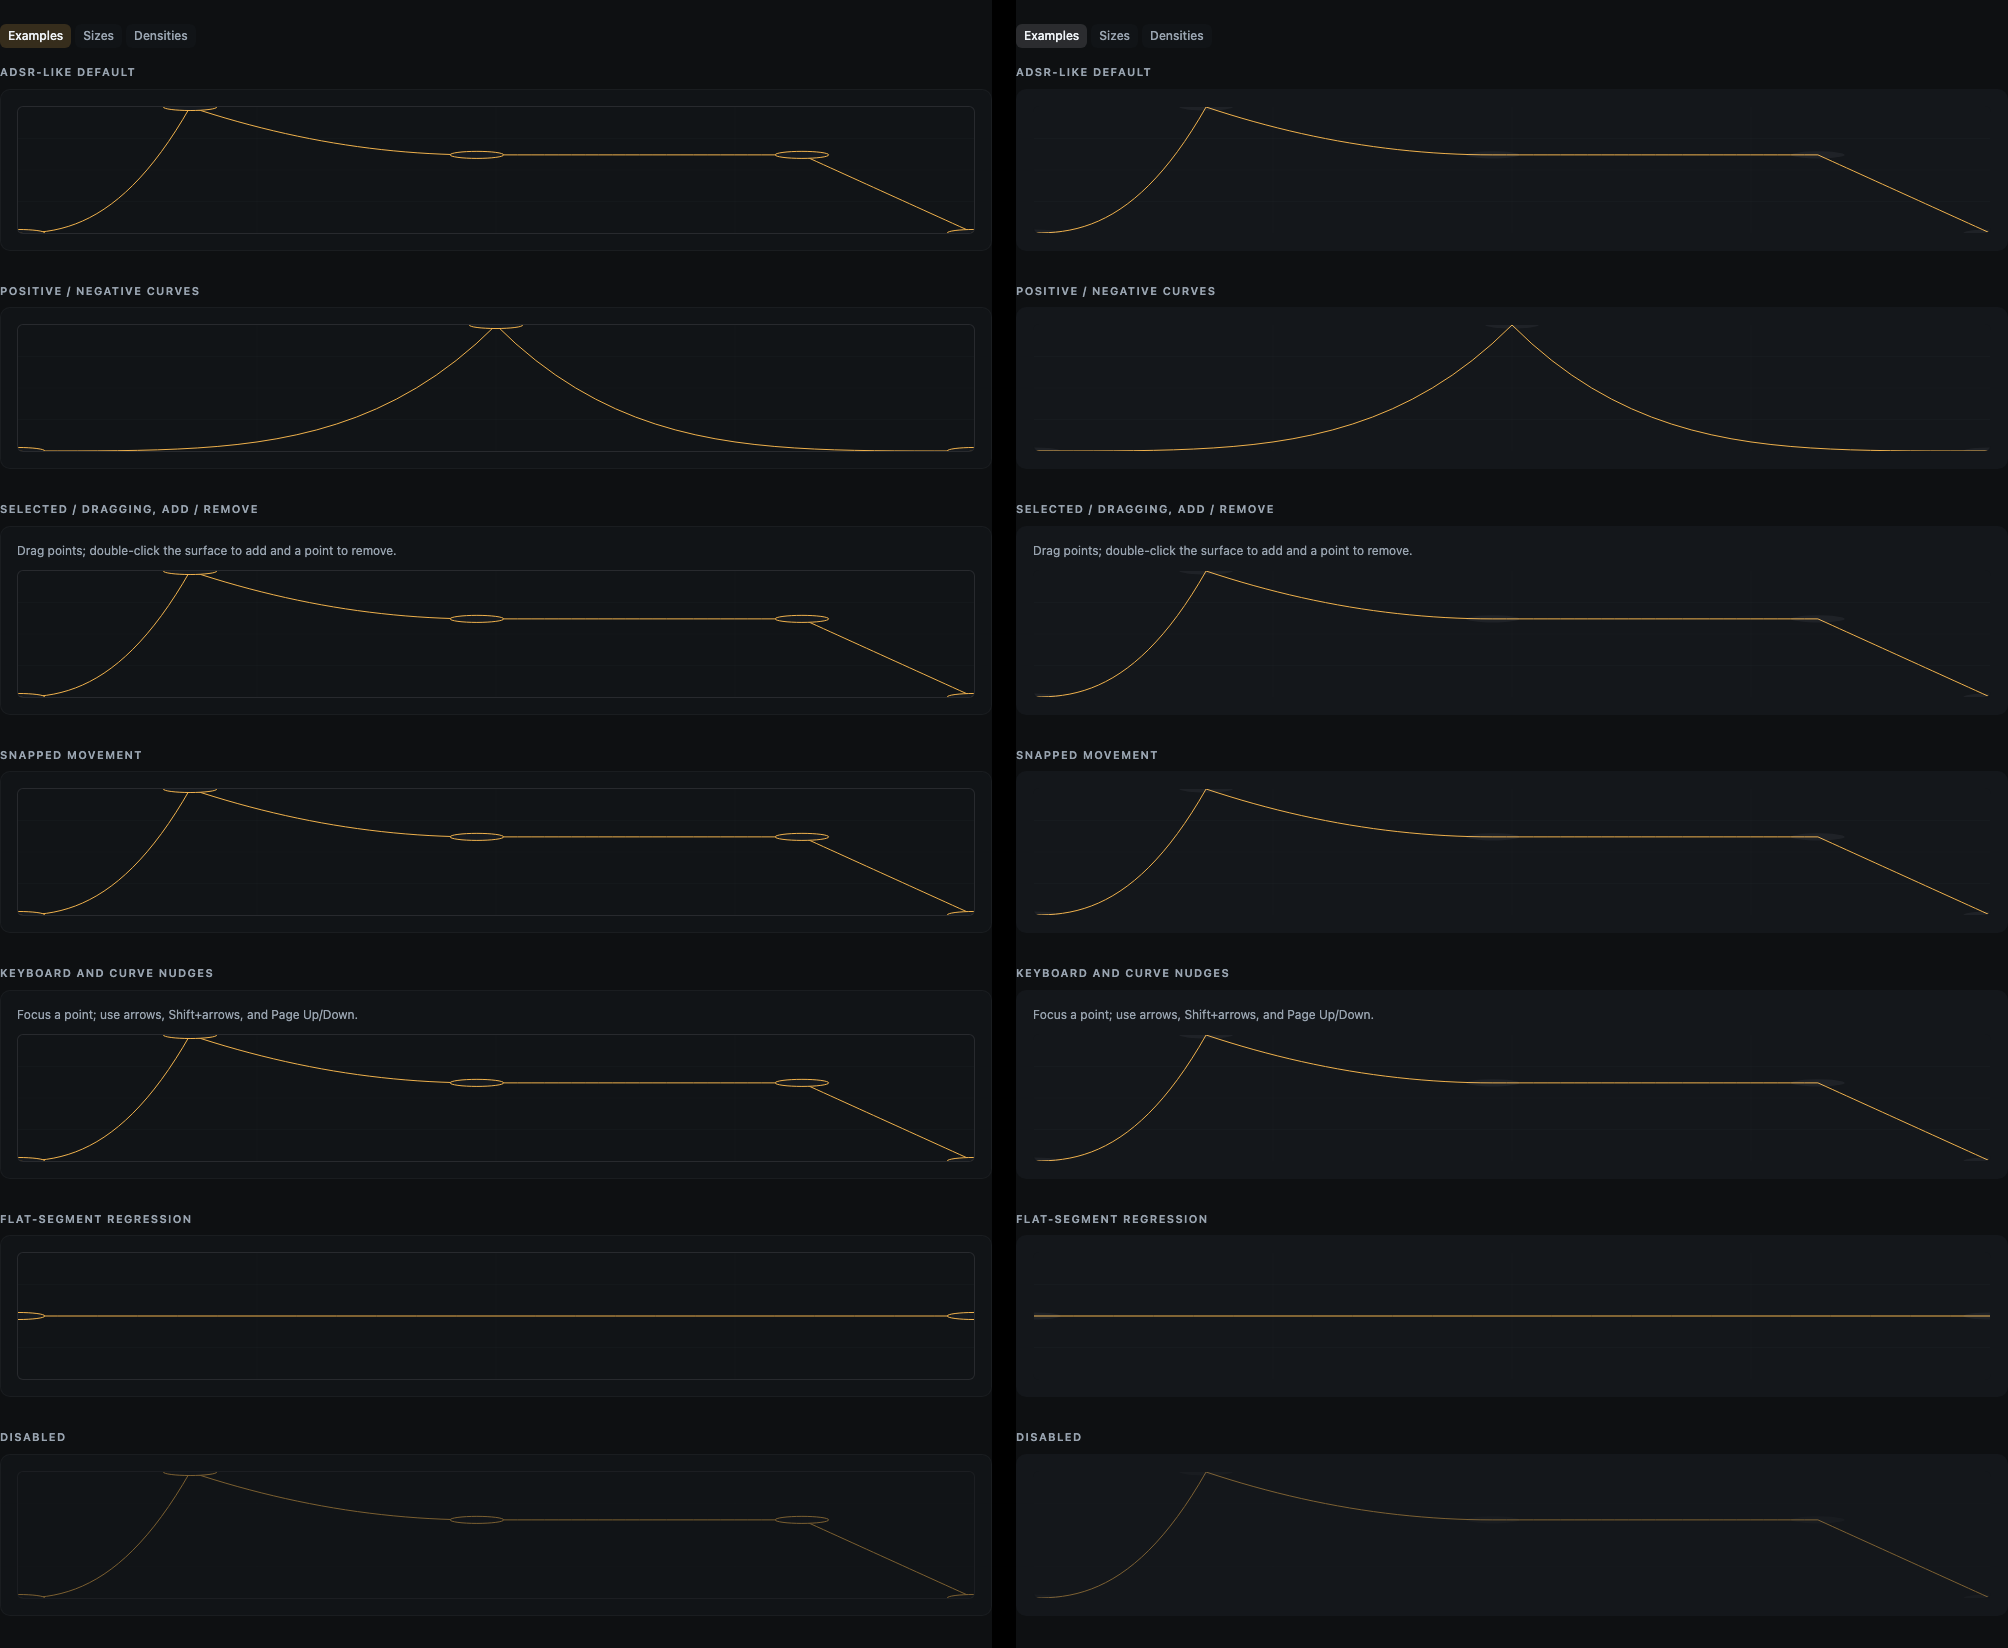 Examples Sizes Densities
ADSR-LIKE DEFAULT
POSITIVE / NEGATIVE CURVES
SELECTED / DRAGGING, ADD / REMOVE
Drag points; double-click the surface to add and a point to remove.
SNAPPED MOVEMENT
KEYBOARD AND CURVE NUDGES
Focus a point; use arrows, Shift+arrows, and Page Up/Down.
FLAT-SEGMENT REGRESSION
DISABLED
Examples Sizes Densities
ADSR-LIKE DEFAULT
POSITIVE / NEGATIVE CURVES
SELECTED / DRAGGING, ADD / REMOVE
Drag points; double-click the surface to add and a point to remove.
SNAPPED MOVEMENT
KEYBOARD AND CURVE NUDGES
Focus a point; use arrows, Shift+arrows, and Page Up/Down.
FLAT-SEGMENT REGRESSION
DISABLED